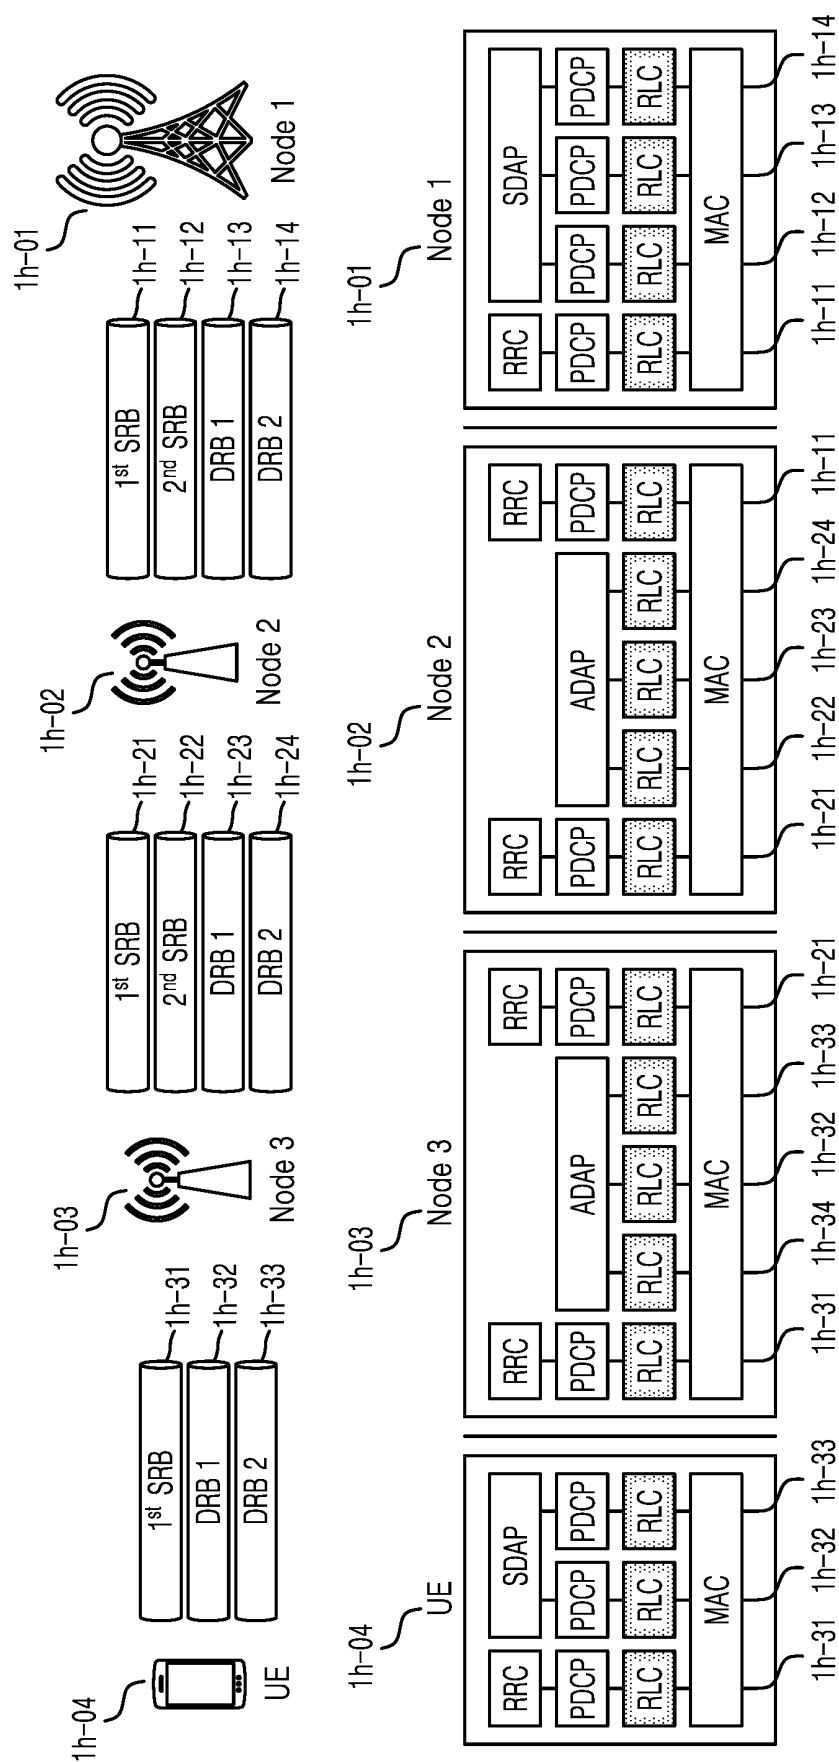 1h-04
UE
1st SRB 1h-31
DRB 1 1h-32
DRB 2 1h-33
1h-03
Node 3
1st SRB 1h-21
2nd SRB 1h-22
DRB 1 1h-23
DRB 2 1h-24
1h-02
Node 2
1st SRB 1h-11
2nd SRB 1h-12
DRB 1 1h-13
DRB 2 1h-14
1h-01
Node 1
1h-04
UE
RRC SDAP
PDCP PDCP PDCP
RLC RLC RLC
MAC
1h-31 1h-32 1h-33
1h-03
Node 3
RRC RRC
PDCP ADAP PDCP
RLC RLC RLC RLC RLC
MAC
1h-31 1h-34 1h-32 1h-33 1h-21
1h-02
Node 2
RRC RRC
PDCP ADAP PDCP
RLC RLC RLC RLC RLC
MAC
1h-21 1h-22 1h-23 1h-24 1h-11
1h-01
Node 1
RRC SDAP
PDCP PDCP PDCP PDCP
RLC RLC RLC RLC
MAC
1h-11 1h-12 1h-13 1h-14